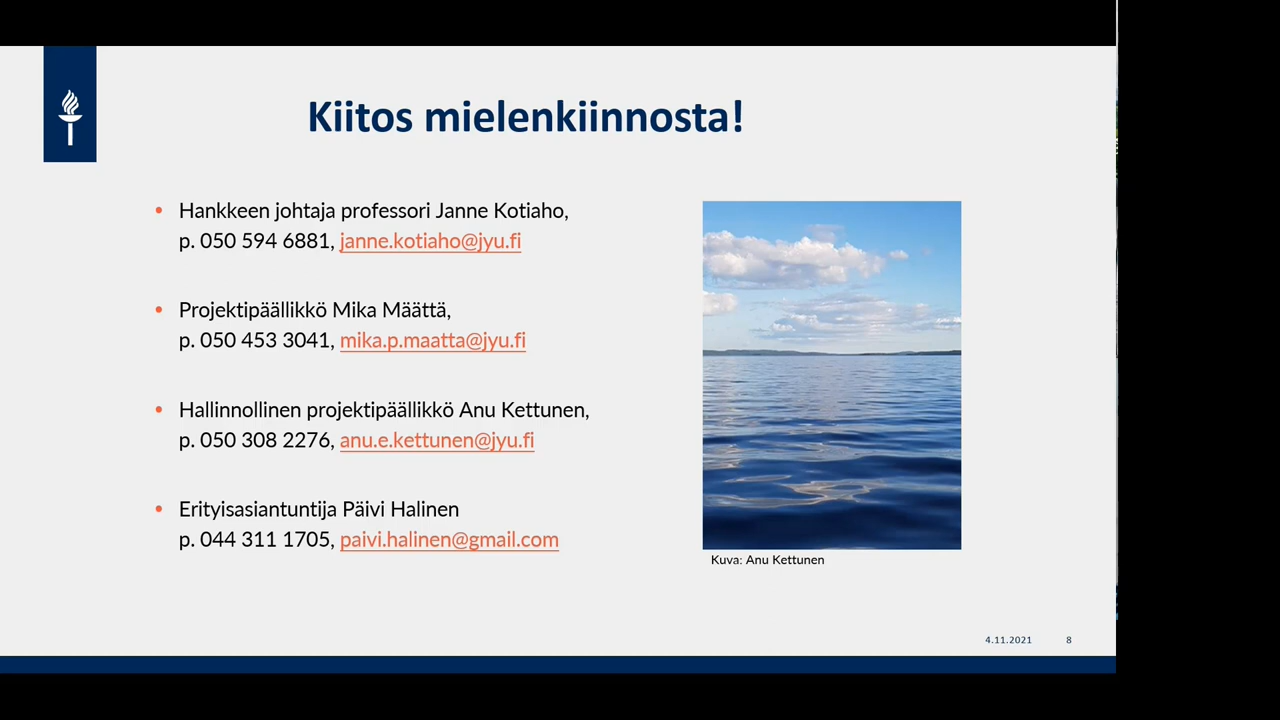 Kiitos mielenkiinnosta!
• Hankkeen johtaja professori Janne Kotiaho,
p. 050 594 6881, janne.kotiaho@jyu.fi
• Projektipäällikkö Mika Määttä,
p. 050 453 3041, mika.p.maatta@jyu.fi
• Hallinnollinen projektipäällikkö Anu Kettunen,
p. 050 308 2276, anu.e.kettunen@jyu.fi
• Erityisasiantuntija Päivi Halinen
p. 044 311 1705, paivi.halinen@gmail.com
Kuva: Anu Kettunen
4.11.2021 8